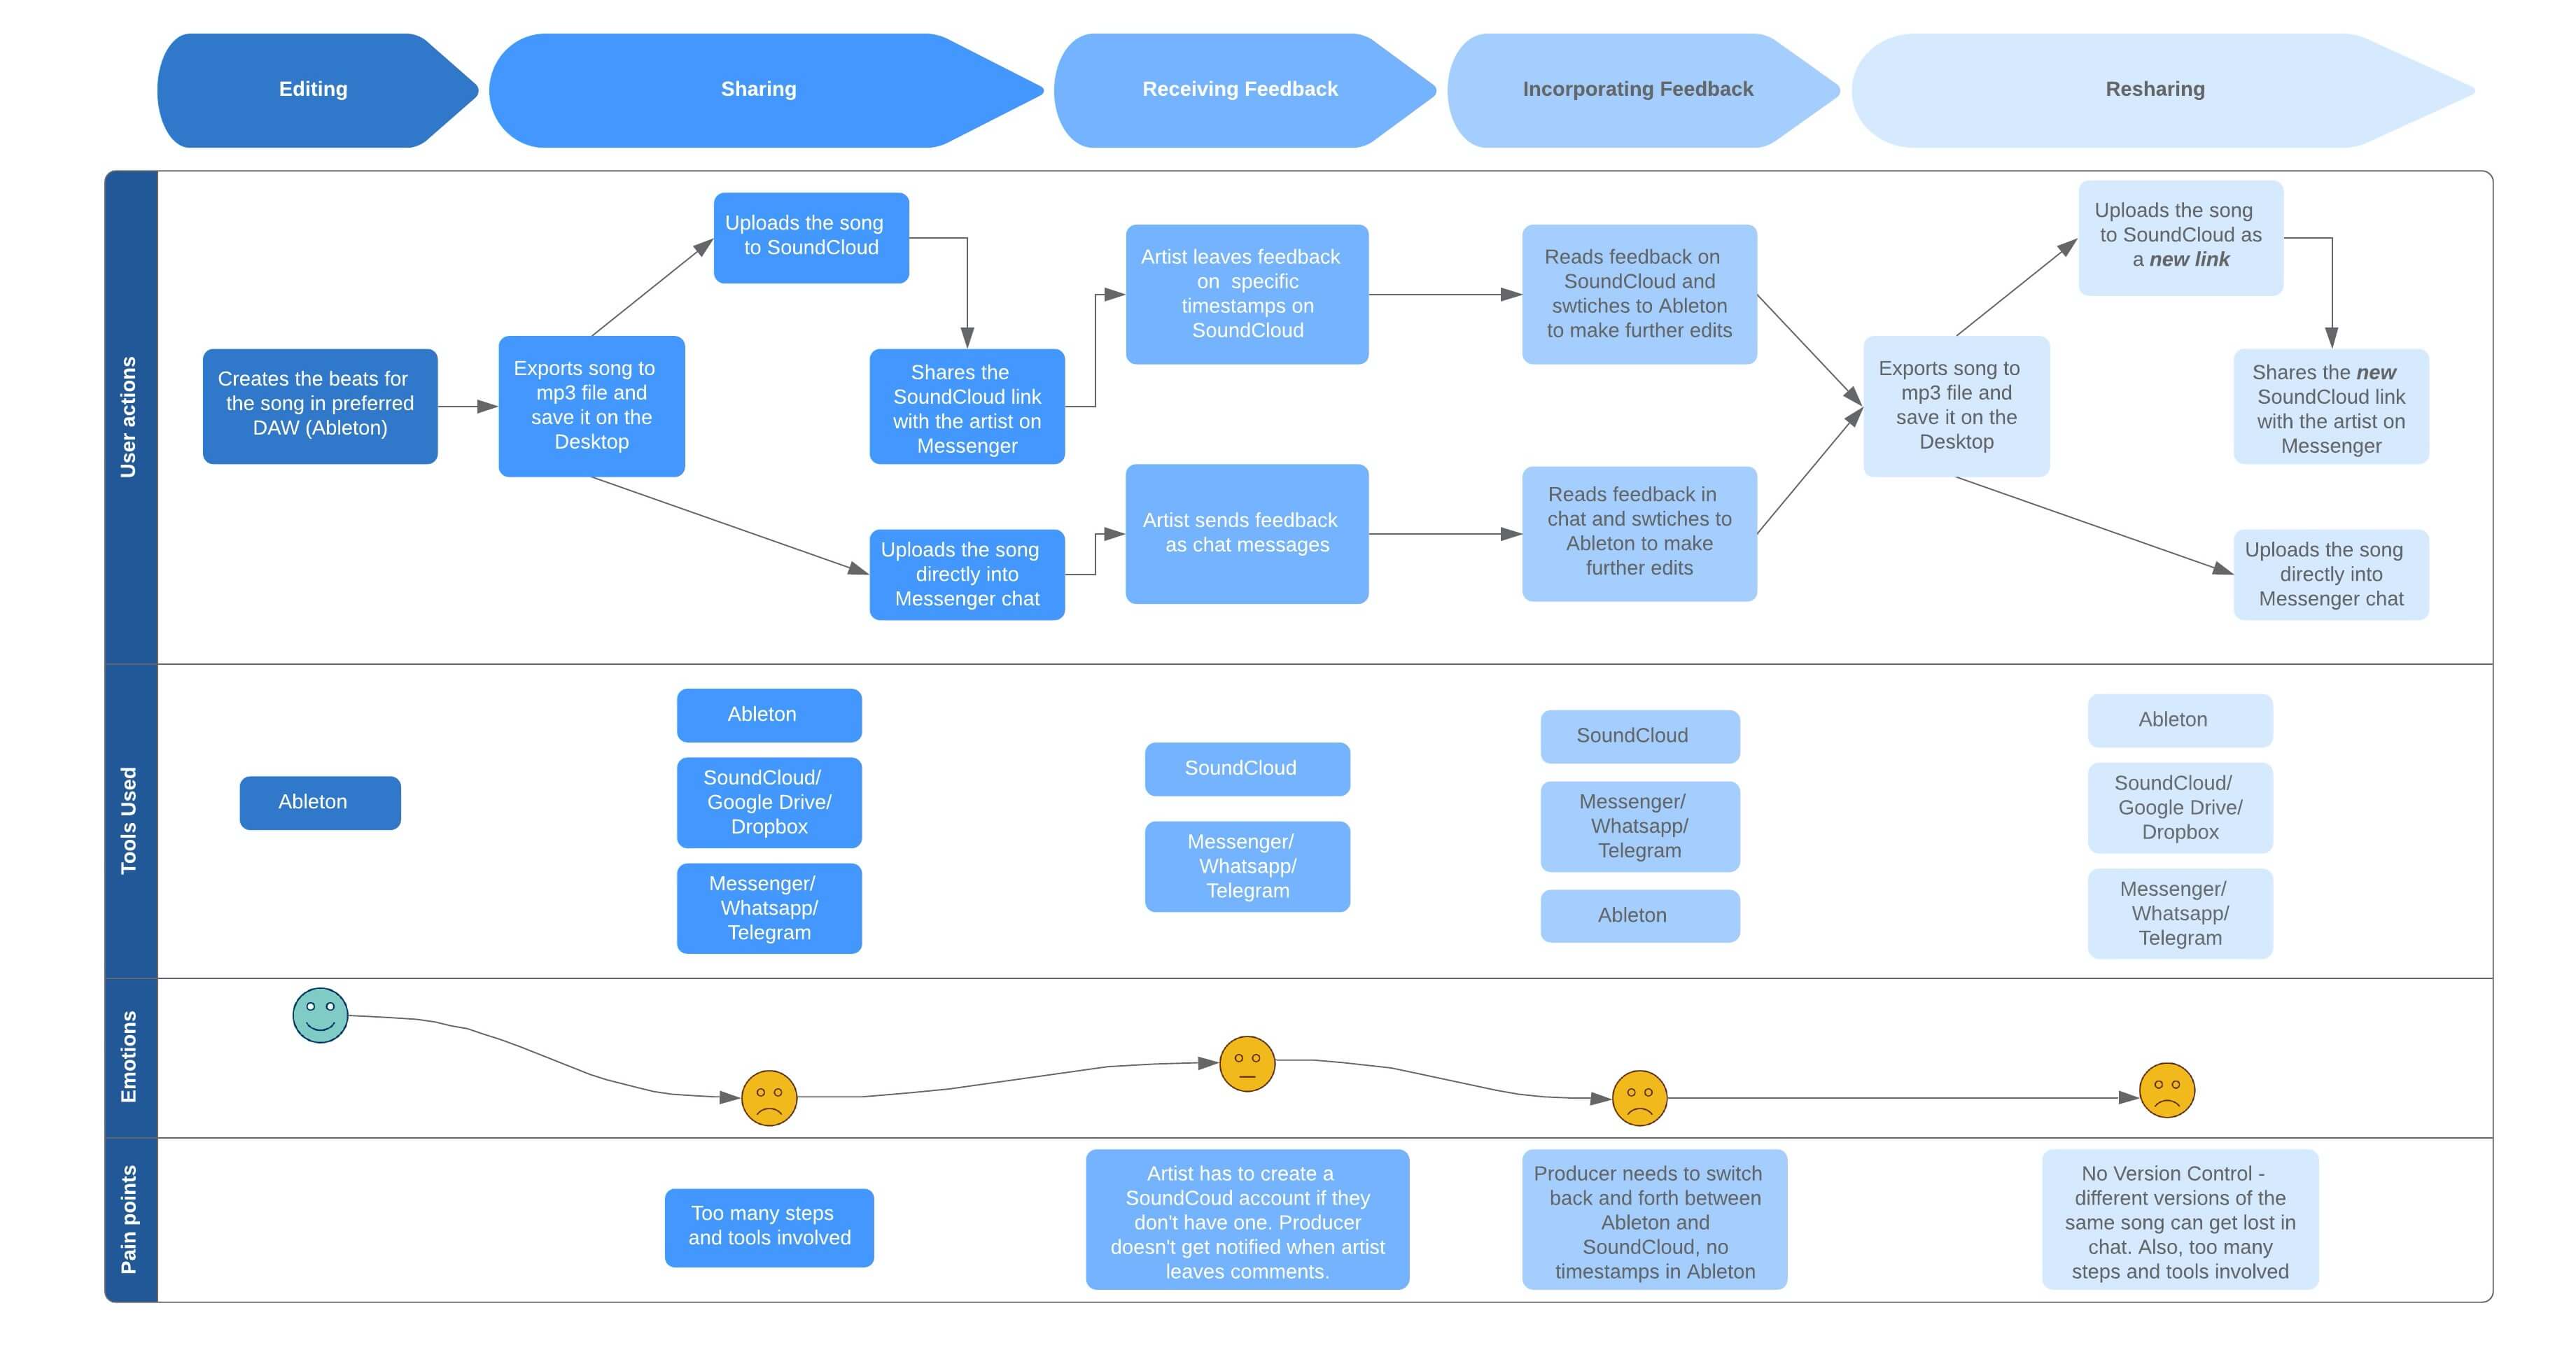 Editing
Sharing
Receiving Feedback
Incorporating Feedback
Resharing
User actions
Creates the beats for
the song in preferred
DAW (Ableton)
Exports song to
mp3 file and
save it on the
Desktop
Uploads the song
to SoundCloud
Shares the
SoundCloud link
with the artist on
Messenger
Uploads the song
directly into
Messenger chat
Artist leaves feedback
on specific
timestamps on
SoundCloud
Artist sends feedback
as chat messages
Reads feedback on
SoundCloud and
swtiches to Ableton
to make further edits
Reads feedback in
chat and swtiches to
Ableton to make
further edits
Exports song to
mp3 file and
save it on the
Desktop
Uploads the song
to SoundCloud as
a new link
Shares the new
SoundCloud link
with the artist on
Messenger
Uploads the song
directly into
Messenger chat
Tools Used
Ableton
Ableton
SoundCloud/
Google Drive/
Dropbox
Messenger/
Whatsapp/
Telegram
SoundCloud
Messenger/
Whatsapp/
Telegram
SoundCloud
Messenger/
Whatsapp/
Telegram
Ableton
Ableton
SoundCloud/
Google Drive/
Dropbox
Messenger/
Whatsapp/
Telegram
Emotions
Pain points
Too many steps
and tools involved
Artist has to create a
SoundCoud account if they
don't have one. Producer
doesn't get notified when artist
leaves comments.
Producer needs to switch
back and forth between
Ableton and
SoundCloud, no
timestamps in Ableton
No Version Control -
different versions of the
same song can get lost in
chat. Also, too many
steps and tools involved